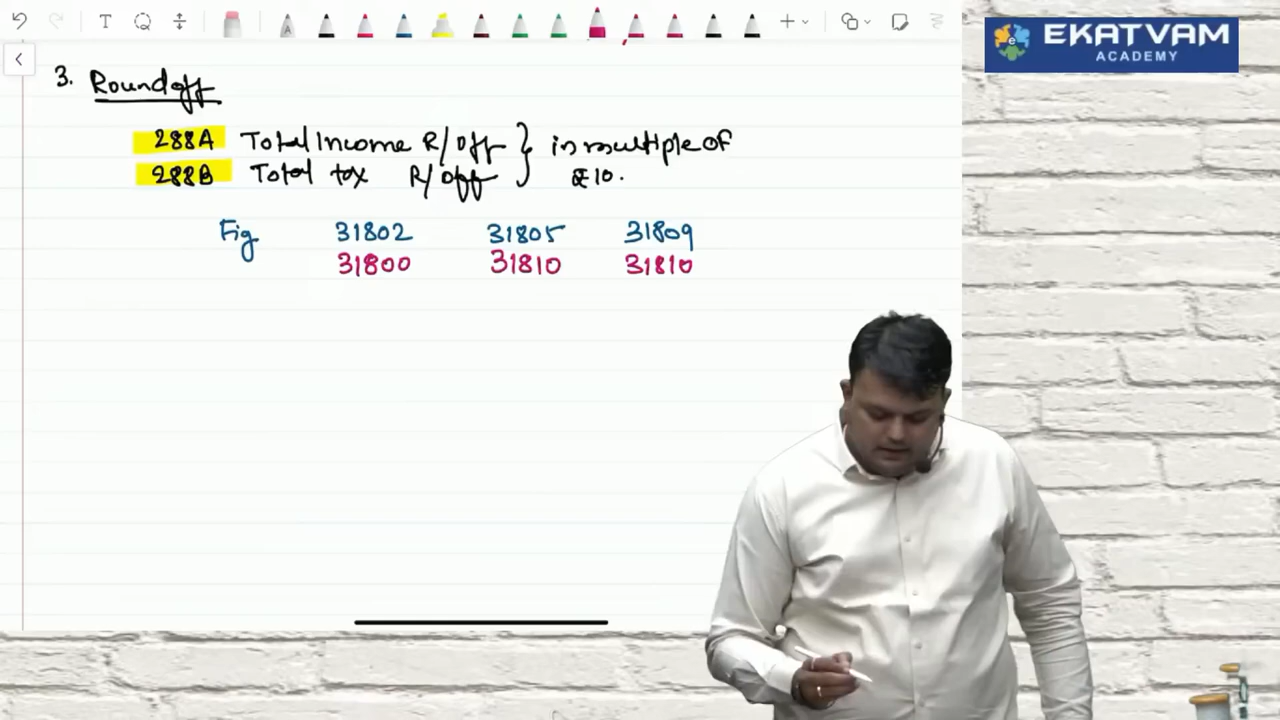 EKATVAM
ACADEMY
3. Roundoff
288A Total Income R/off } in multiple of
288B Total tax R/off ₹10.
Fig 31802 31805 31809
31800 31810 31810